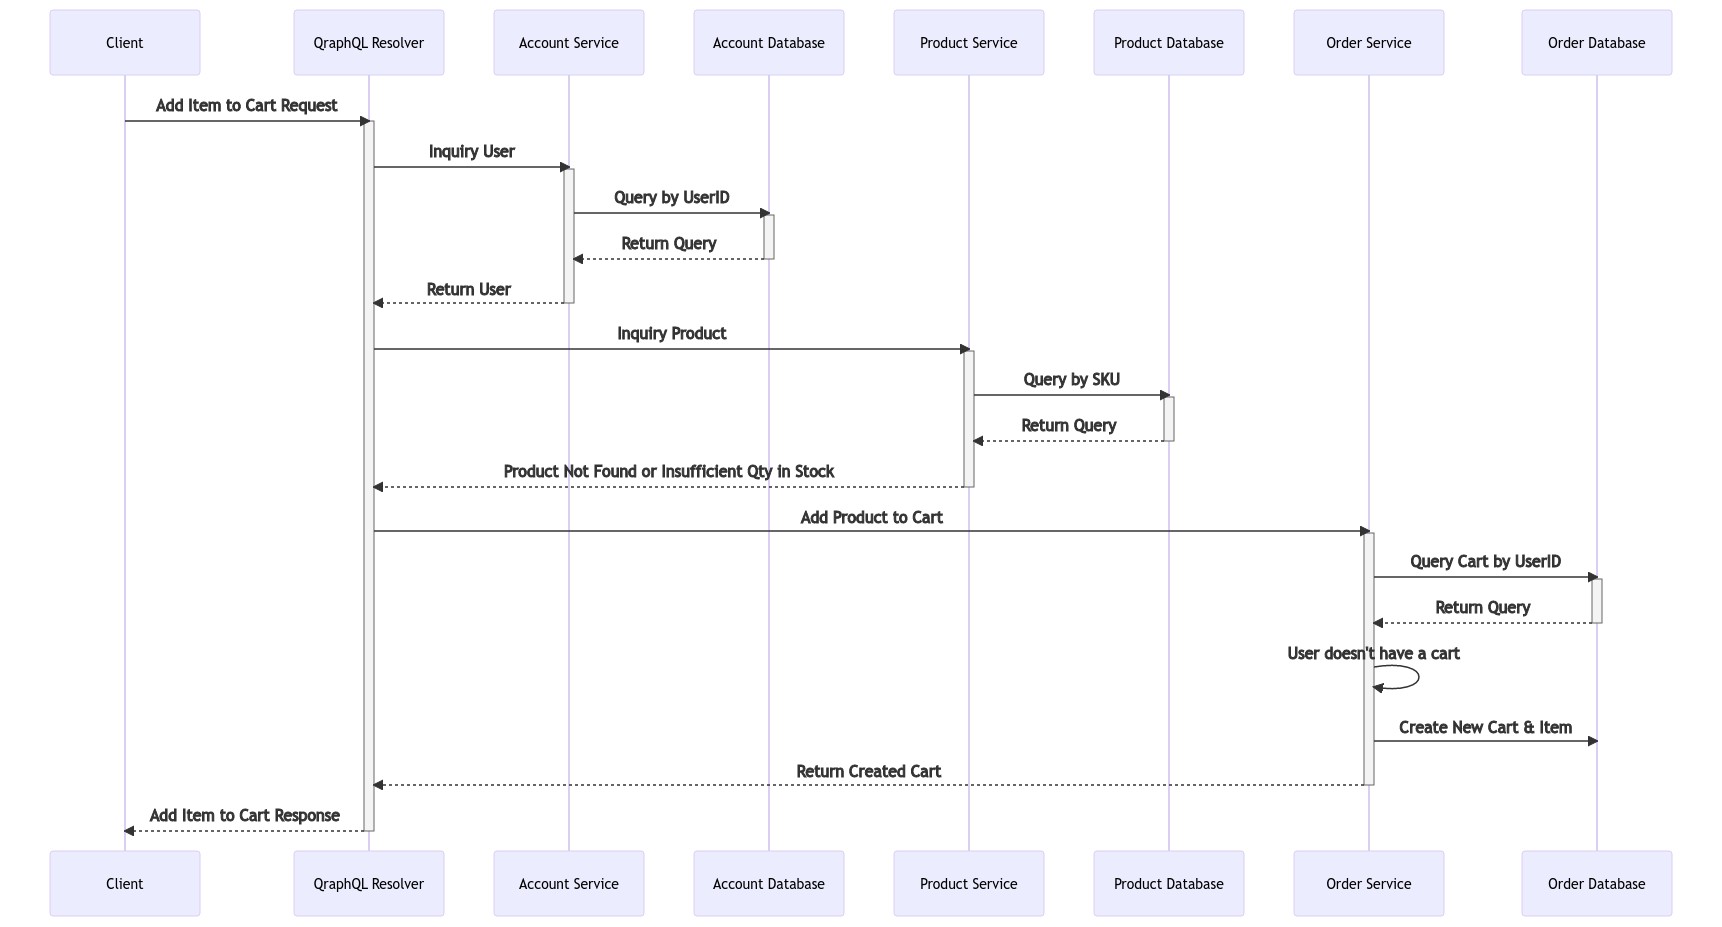 Client
QraphQL Resolver
Account Service
Account Database
Product Service
Product Database
Order Service
Order Database
Add Item to Cart Request
Inquiry User
Query by UserID
Return Query
Return User
Inquiry Product
Query by SKU
Return Query
Product Not Found or Insufficient Qty in Stock
Add Product to Cart
Query Cart by UserID
Return Query
User doesn't have a cart
Create New Cart & Item
Return Created Cart
Add Item to Cart Response
Client
QraphQL Resolver
Account Service
Account Database
Product Service
Product Database
Order Service
Order Database